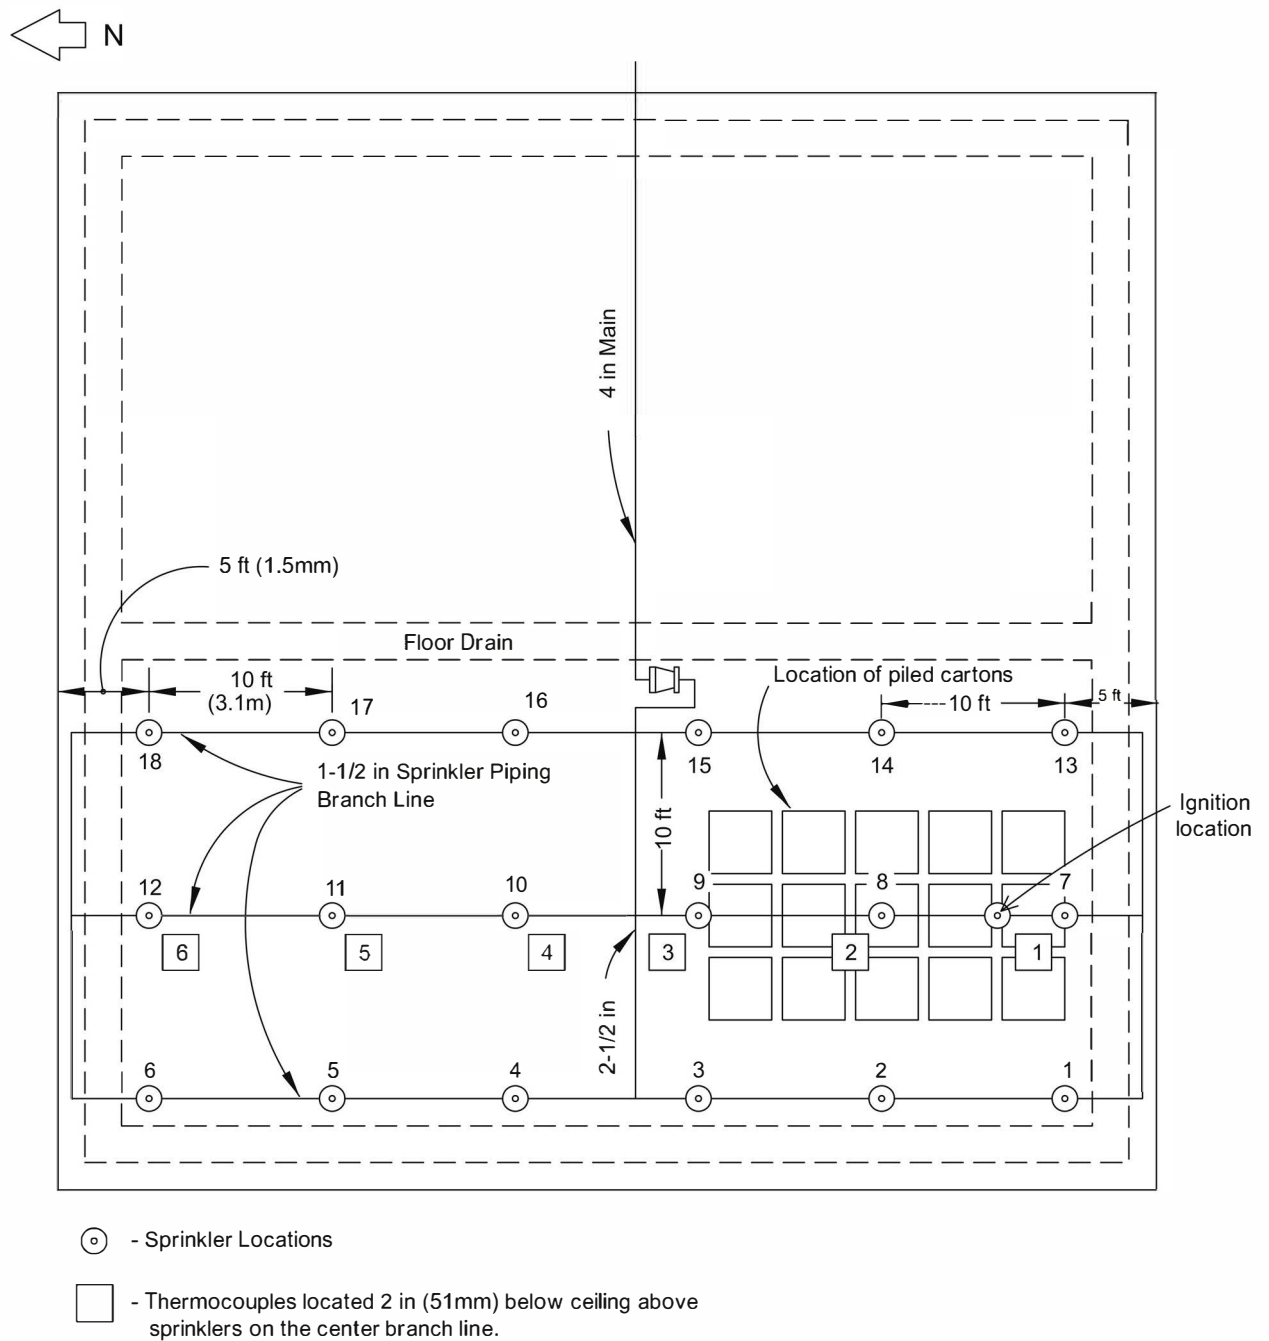 N
4 in Main
5 ft (1.5mm)
Floor Drain
10 ft
(3.1m)
Location of piled cartons
10 ft
5 ft
17
16
18
15
14
13
1-1/2 in Sprinkler Piping
Branch Line
10 ft
Ignition
location
12
11
10
9
8
7
6
5
4
3
2
1
2-1/2 in
6
5
4
3
2
1
- Sprinkler Locations
- Thermocouples located 2 in (51mm) below ceiling above
sprinklers on the center branch line.